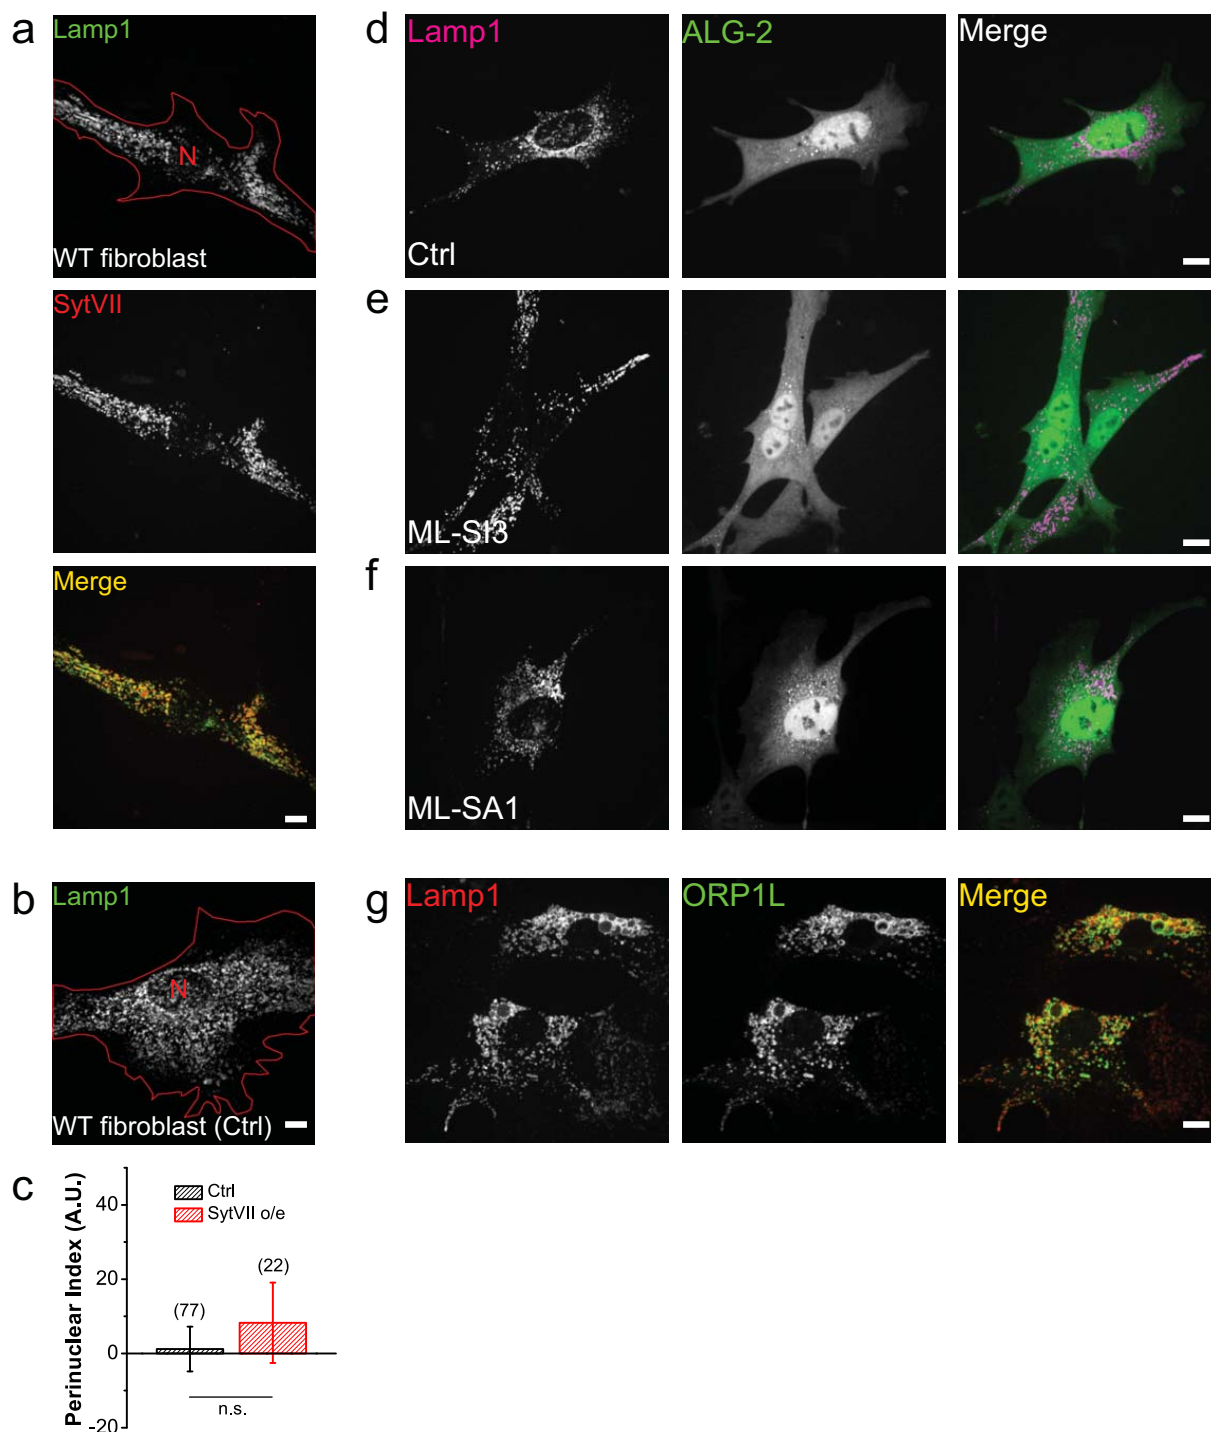 a
Lamp1
N
WT fibroblast
SytVII
Merge
b
Lamp1
N
WT fibroblast (Ctrl)
c
Perinuclear Index (A.U.)
40
20
0
-20
Ctrl
SytVII o/e
(77)
(22)
n.s.
d
Lamp1
ALG-2
Merge
Ctrl
e
ML-SI3
f
ML-SA1
g
Lamp1
ORP1L
Merge